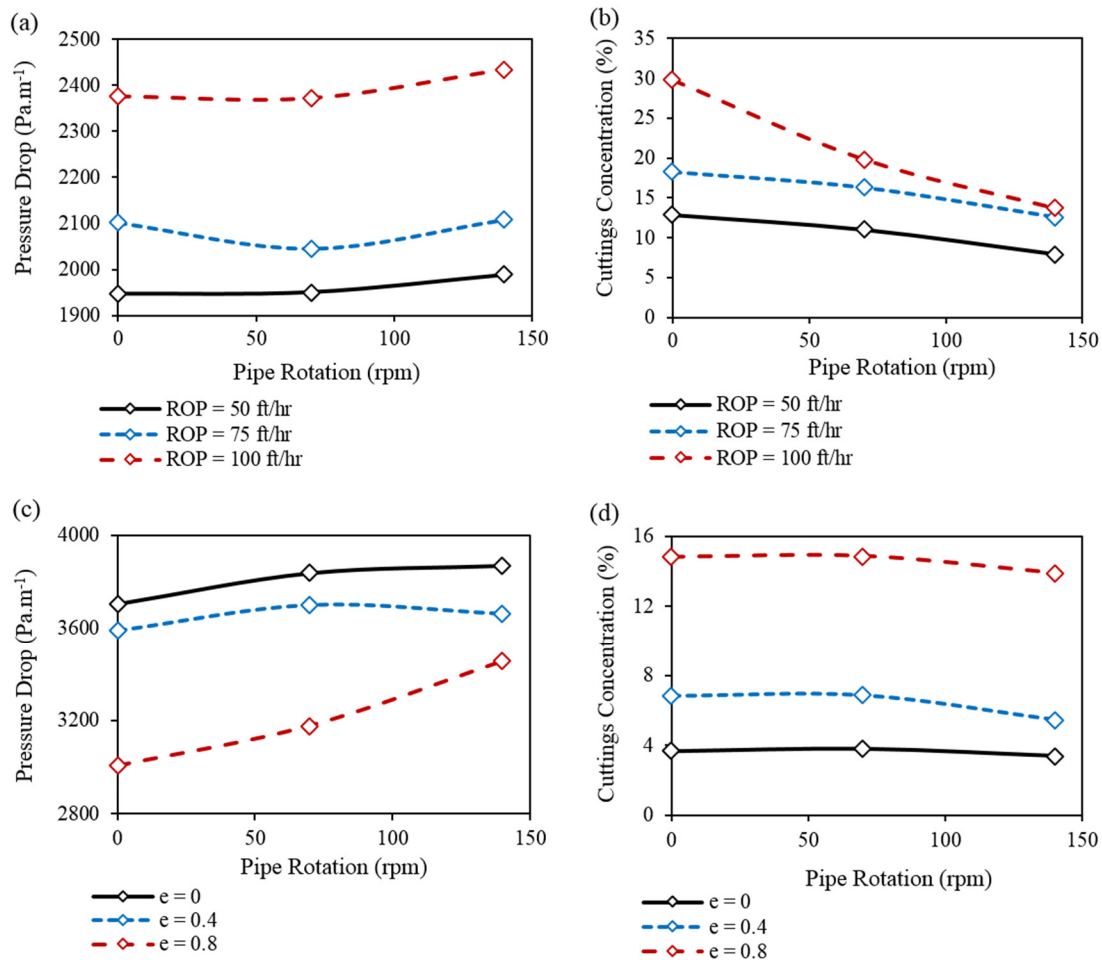 (a)
2500
2400
2300
2200
2100
2000
1900
Pressure Drop (Pa.m⁻¹)
0 50 100 150
Pipe Rotation (rpm)
ROP = 50 ft/hr
ROP = 75 ft/hr
ROP = 100 ft/hr
(b)
35
30
25
20
15
10
5
0
Cuttings Concentration (%)
0 50 100 150
Pipe Rotation (rpm)
ROP = 50 ft/hr
ROP = 75 ft/hr
ROP = 100 ft/hr
(c)
4000
3600
3200
2800
Pressure Drop (Pa.m⁻¹)
0 50 100 150
Pipe Rotation (rpm)
e = 0
e = 0.4
e = 0.8
(d)
16
12
8
4
0
Cuttings Concentration (%)
0 50 100 150
Pipe Rotation (rpm)
e = 0
e = 0.4
e = 0.8